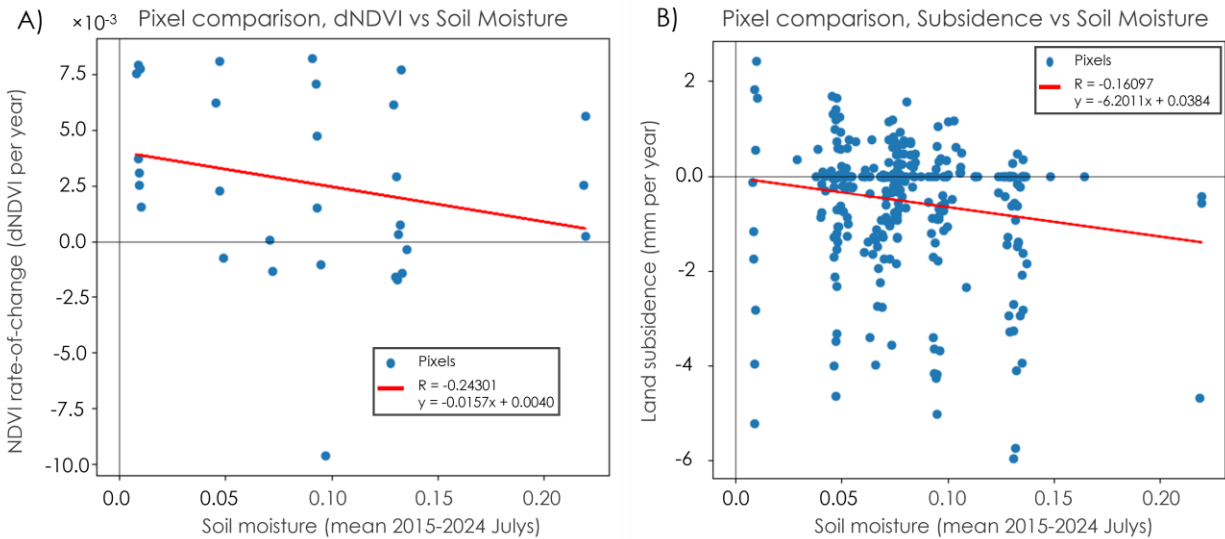 A)
Pixel comparison, dNDVI vs Soil Moisture
×10⁻³
7.5
5.0
2.5
0.0
-2.5
-5.0
-7.5
-10.0
NDVI rate-of-change (dNDVI per year)
Pixels
R = -0.24301
y = -0.0157x + 0.0040
0.0
0.05
0.10
0.15
0.20
Soil moisture (mean 2015-2024 Julys)
B)
Pixel comparison, Subsidence vs Soil Moisture
2
0.0
-2
-4
-6
Land subsidence (mm per year)
Pixels
R = -0.16097
y = -6.2011x + 0.0384
0.0
0.05
0.10
0.15
0.20
Soil moisture (mean 2015-2024 Julys)